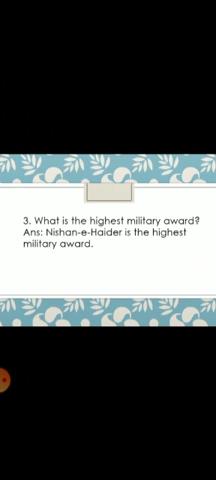 3. What is the highest military award?
Ans: Nishan-e-Haider is the highest
military award.